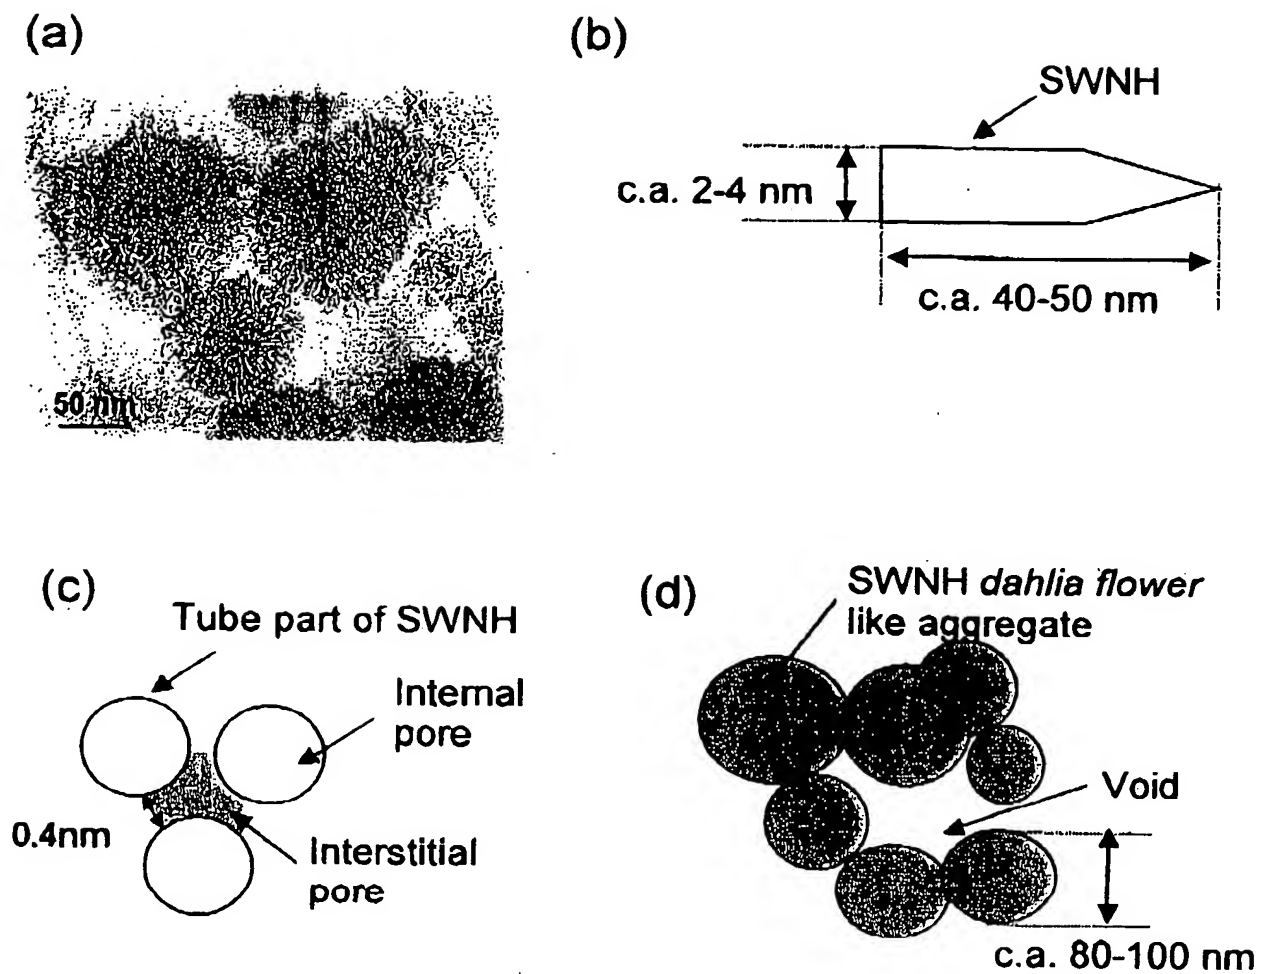 (a)
50 nm
(b)
SWNH
c.a. 2-4 nm
c.a. 40-50 nm
(c)
Tube part of SWNH
Internal
pore
0.4nm
Interstitial
pore
(d)
SWNH dahlia flower
like aggregate
Void
c.a. 80-100 nm